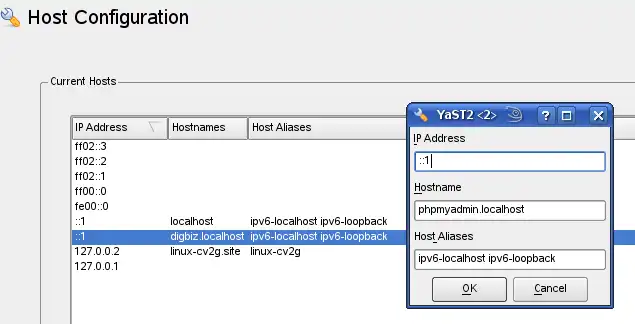 Host Configuration
Current Hosts
IP Address Hostnames Host Aliases
ff02::3
ff02::2
ff02::1
ff00::0
fe00::0
::1 localhost ipv6-localhost ipv6-loopback
::1 digbiz.localhost ipv6-localhost ipv6-loopback
127.0.0.2 linux-cv2g.site linux-cv2g
127.0.0.1
YaST2 <2>
IP Address
::1
Hostname
phpmyadmin.localhost
Host Aliases
ipv6-localhost ipv6-loopback
OK Cancel